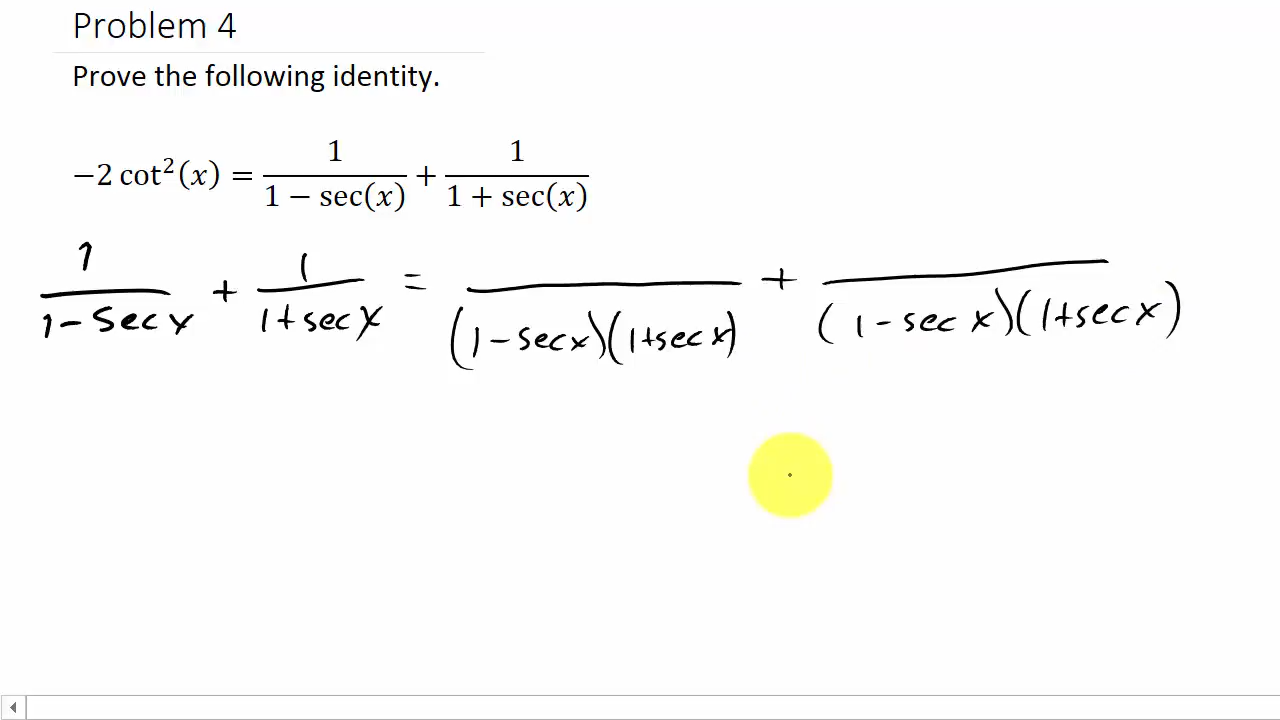 Problem 4
Prove the following identity.
−2 cot²(x) = 1/(1 − sec(x)) + 1/(1 + sec(x))
1/(1 - sec x) + 1/(1 + sec x) = /((1 - sec x)(1 + sec x)) + /((1 - sec x)(1 + sec x))